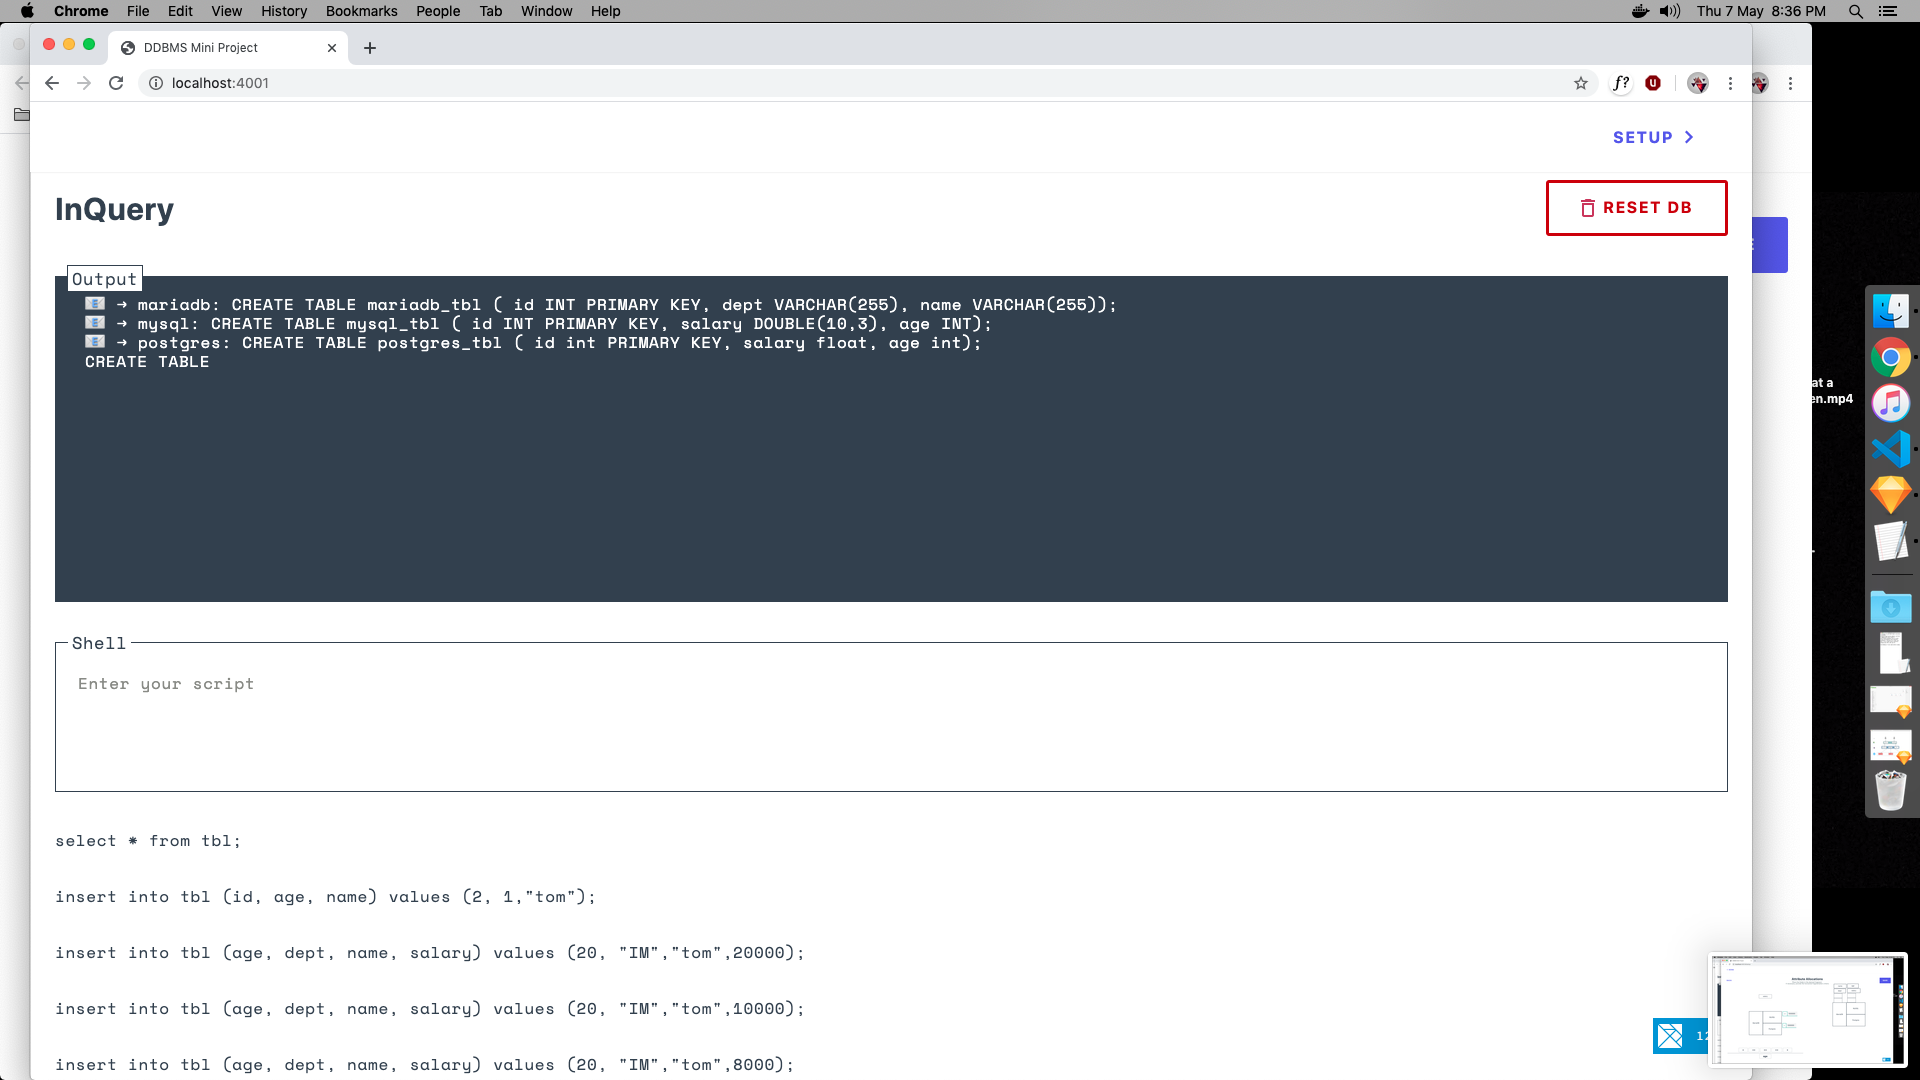 Chrome File Edit View History Bookmarks People Tab Window Help Thu 7 May 8:36 PM
DDBMS Mini Project
localhost:4001
f?
SETUP
InQuery
RESET DB
Output
→ mariadb: CREATE TABLE mariadb_tbl ( id INT PRIMARY KEY, dept VARCHAR(255), name VARCHAR(255));
→ mysql: CREATE TABLE mysql_tbl ( id INT PRIMARY KEY, salary DOUBLE(10,3), age INT);
→ postgres: CREATE TABLE postgres_tbl ( id int PRIMARY KEY, salary float, age int);
CREATE TABLE
at a
en.mp4
Shell
Enter your script
select * from tbl;
insert into tbl (id, age, name) values (2, 1,"tom");
insert into tbl (age, dept, name, salary) values (20, "IM","tom",20000);
insert into tbl (age, dept, name, salary) values (20, "IM","tom",10000);
insert into tbl (age, dept, name, salary) values (20, "IM","tom",8000);